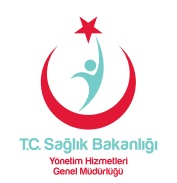 T.C. Sağlık Bakanlığı
Yönetim Hizmetleri
Genel Müdürlüğü